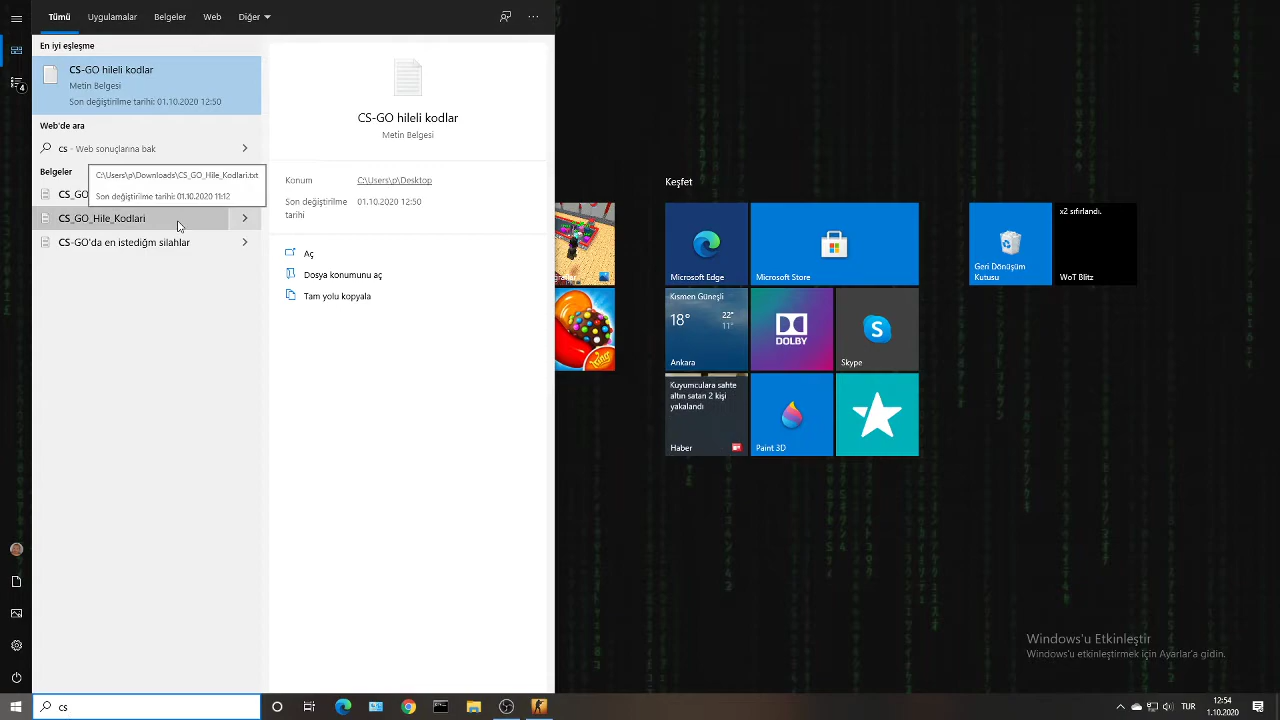 Tümü Uygulamalar Belgeler Web Diğer
En iyi eşleşme
CS-GO hileli kodlar
Metin Belgesi
Son değiştirilme tarihi: 01.10.2020 12:50
Web'de ara
cs - Web sonuçlarına bak
Belgeler
C:\Users\p\Downloads\CS_GO_Hile_Kodlari.txt
Son değiştirilme tarihi: 01.10.2020 11:12
CS_GO
CS_GO_Hile_Kodlari
CS-GO'da en istediğm silahlar
CS-GO hileli kodlar
Metin Belgesi
Konum C:\Users\p\Desktop
Son değiştirilme 01.10.2020 12:50
tarihi
Aç
Dosya konumunu aç
Tam yolu kopyala
Keşfet
Microsoft Edge
Microsoft Store
Geri Dönüşüm
Kutusu
x2 sıfırlandı.
WoT Blitz
King
Kısmen Güneşli
18° 22°
11°
Ankara
DOLBY
Skype
Kuyumculara sahte
altın satan 2 kişi
yakalandı
Haber
Paint 3D
Windows'u Etkinleştir
Windows'u etkinleştirmek için Ayarlar'a gidin.
cs
TUR
12:54
1.10.2020